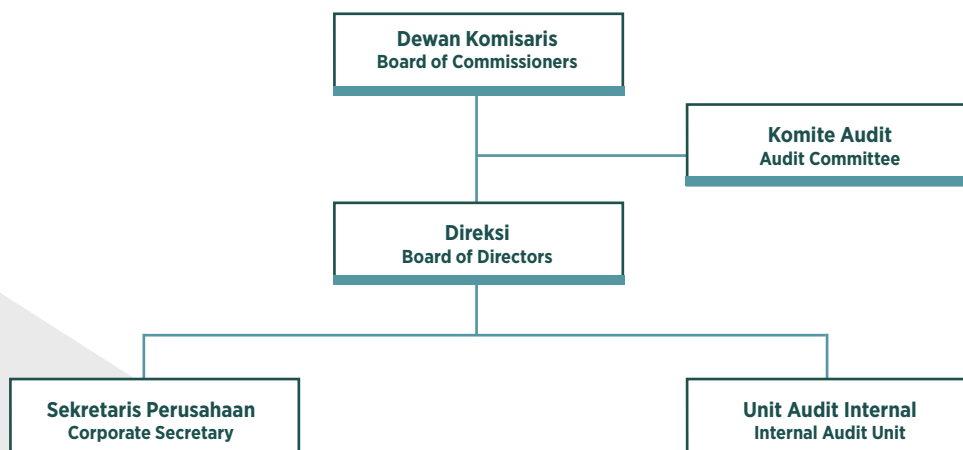 Dewan Komisaris
Board of Commissioners
Komite Audit
Audit Committee
Direksi
Board of Directors
Sekretaris Perusahaan
Corporate Secretary
Unit Audit Internal
Internal Audit Unit